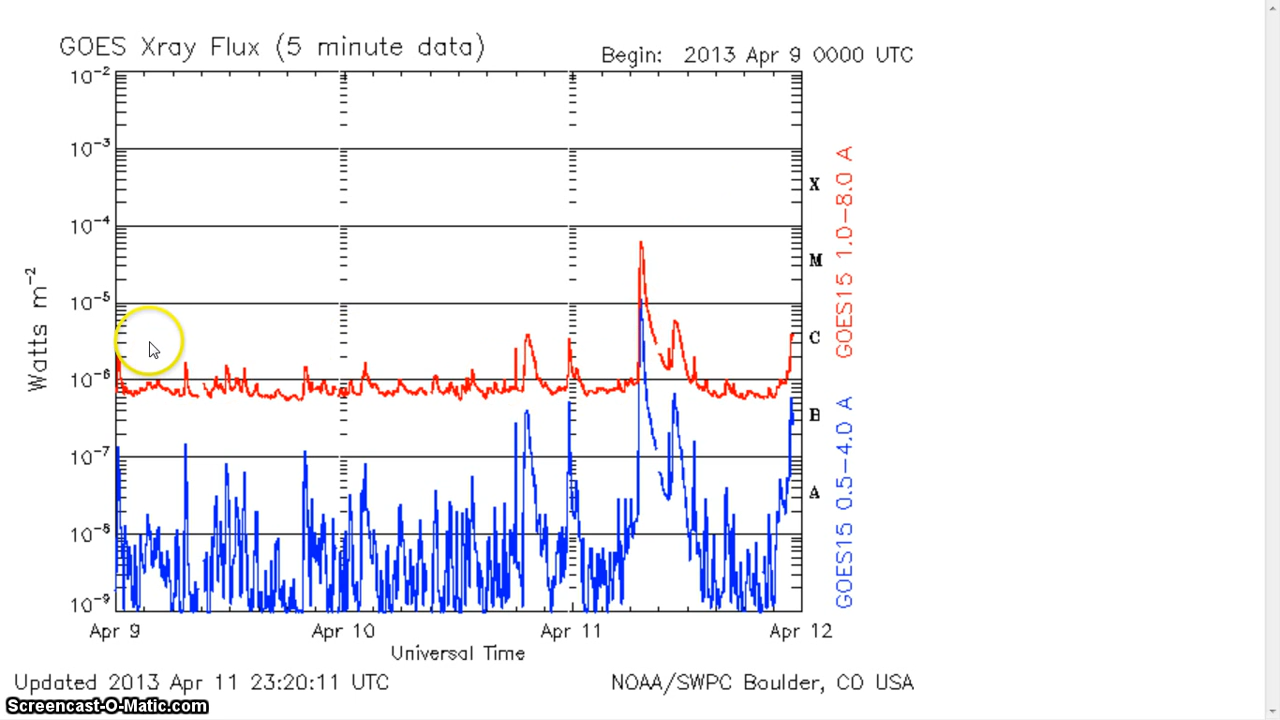 GOES Xray Flux (5 minute data)
Begin: 2013 Apr 9 0000 UTC
10⁻²
10⁻³
10⁻⁴
10⁻⁵
10⁻⁶
10⁻⁷
10⁻⁸
10⁻⁹
Watts m⁻²
X
M
C
B
A
GOES15 1.0−8.0 A
GOES15 0.5−4.0 A
Apr 9
Apr 10
Apr 11
Apr 12
Universal Time
Updated 2013 Apr 11 23:20:11 UTC
NOAA/SWPC Boulder, CO USA
Screencast-O-Matic.com